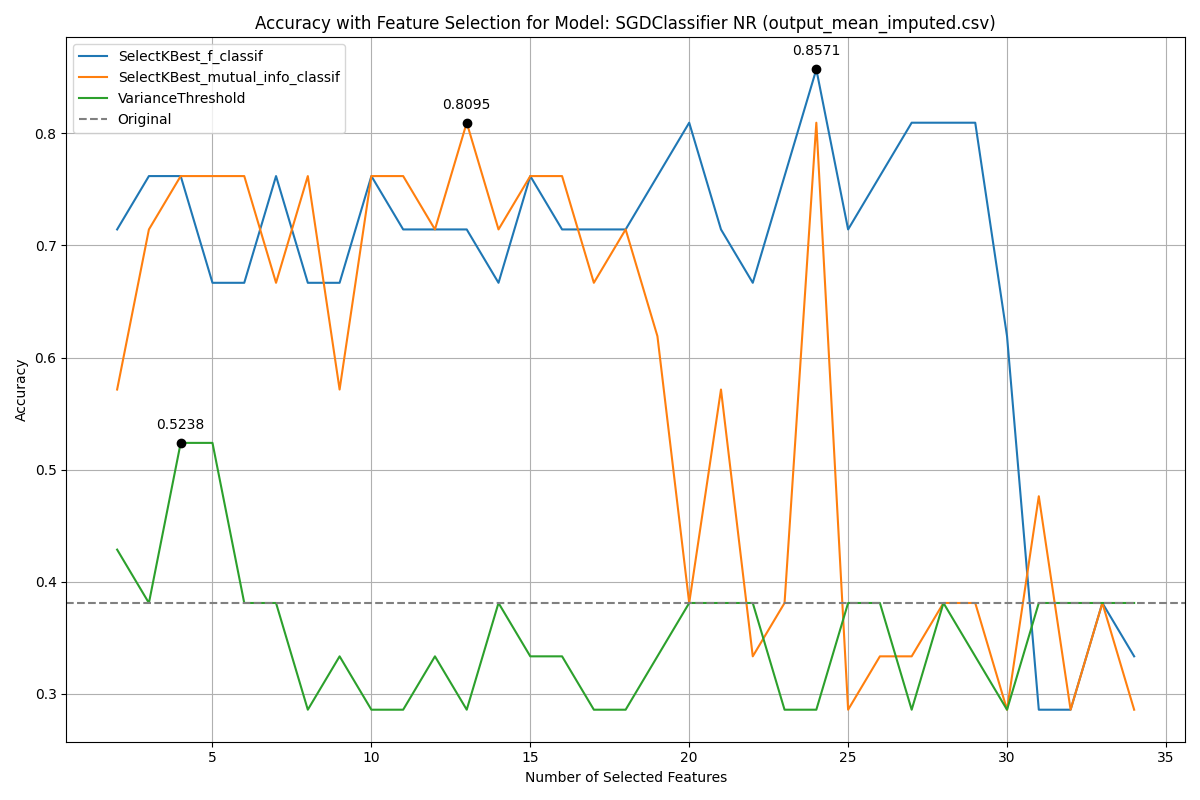 Accuracy with Feature Selection for Model: SGDClassifier NR (output_mean_imputed.csv)
SelectKBest_f_classif
SelectKBest_mutual_info_classif
VarianceThreshold
Original
0.8571
0.8095
0.5238
Accuracy
0.8
0.7
0.6
0.5
0.4
0.3
5 10 15 20 25 30 35
Number of Selected Features